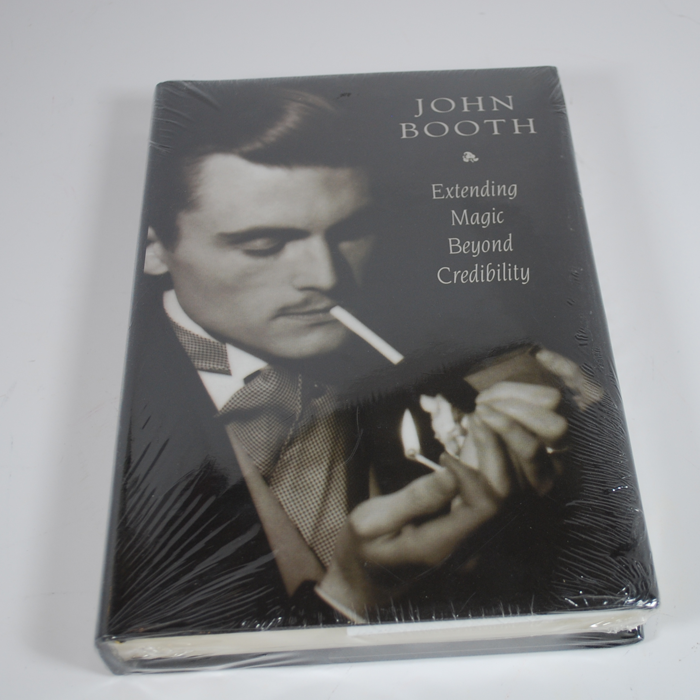 JOHN
BOOTH
Extending
Magic
Beyond
Credibility